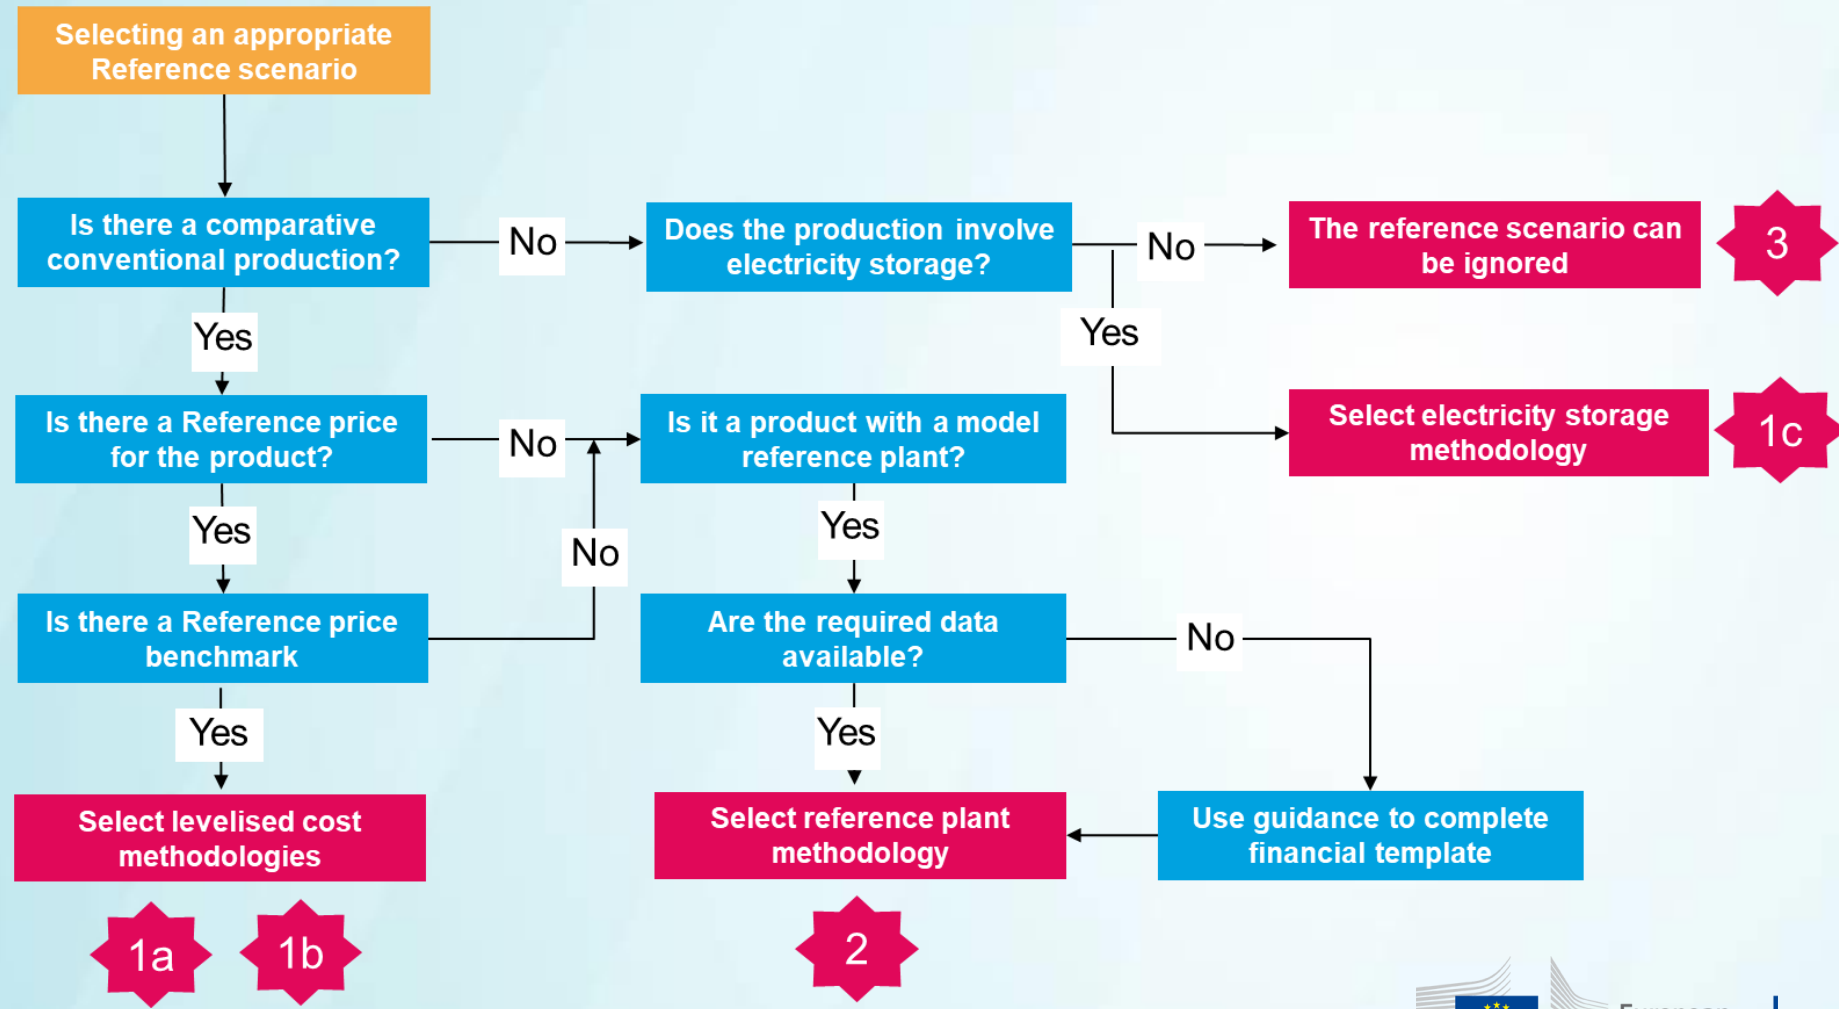 Selecting an appropriate
Reference scenario
Is there a comparative
conventional production?
No
Does the production involve
electricity storage?
No
The reference scenario can
be ignored
3
Yes
Yes
Is there a Reference price
for the product?
No
Is it a product with a model
reference plant?
Select electricity storage
methodology
1c
Yes
Yes
No
Is there a Reference price
benchmark
Are the required data
available?
No
Yes
Yes
Select levelised cost
methodologies
Select reference plant
methodology
Use guidance to complete
financial template
1a
1b
2